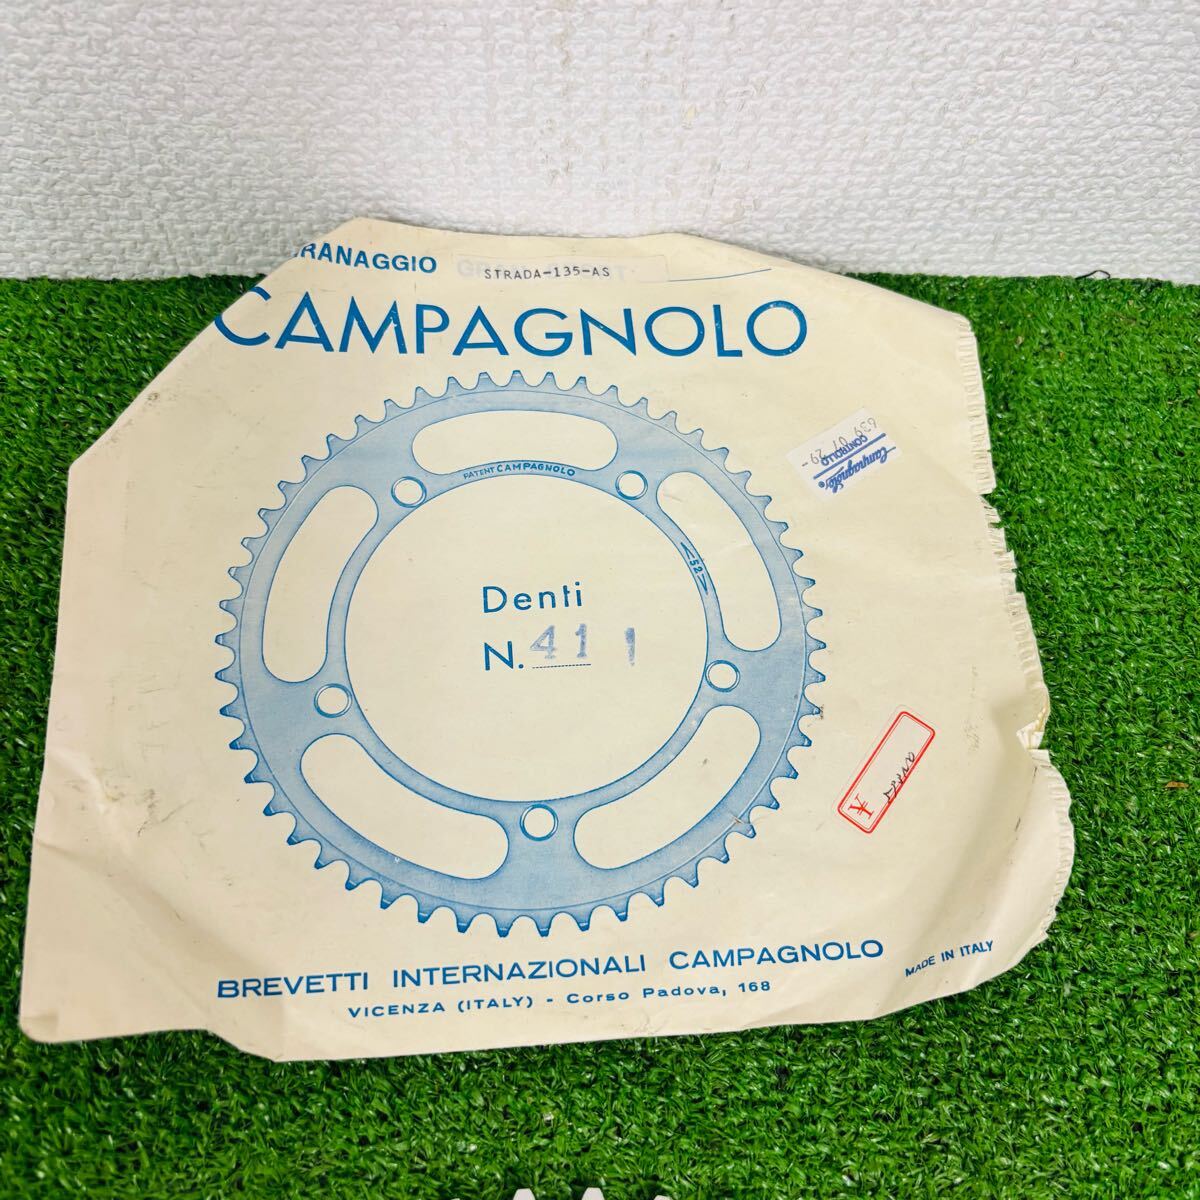 RANAGGIO STRADA-135-AS
CAMPAGNOLO
PATENT CAMPAGNOLO
52
Denti
N. 41
BREVETTI INTERNAZIONALI CAMPAGNOLO
VICENZA (ITALY) - Corso Padova, 168
MADE IN ITALY
Campagnolo
CONTROLLO
¥